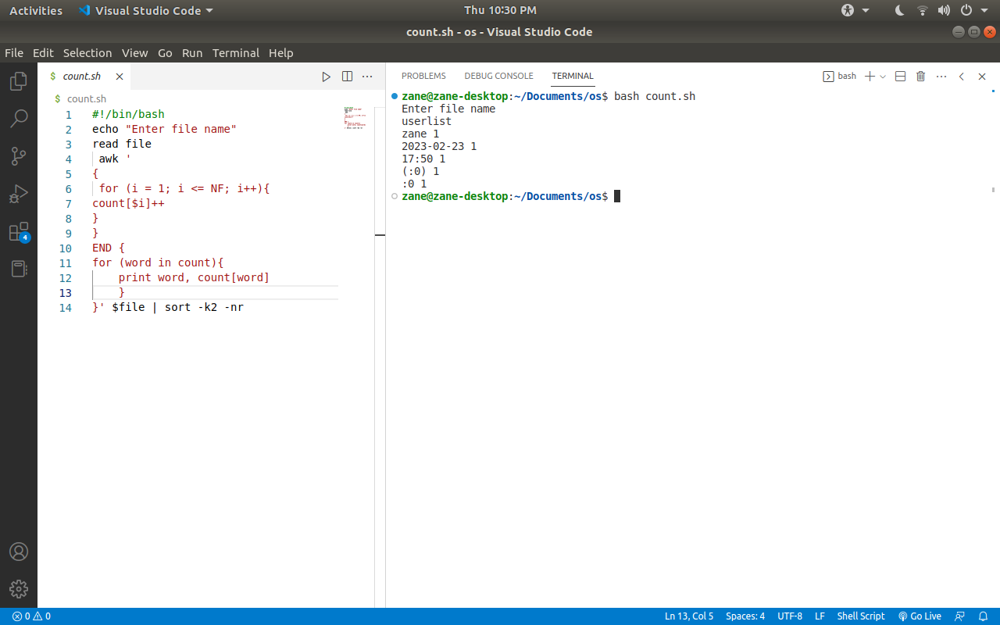 Activities Visual Studio Code Thu 10:30 PM
count.sh - os - Visual Studio Code
File Edit Selection View Go Run Terminal Help
$ count.sh
$ count.sh
1 #!/bin/bash
2 echo "Enter file name"
3 read file
4 awk '
5 {
6 for (i = 1; i <= NF; i++){
7 count[$i]++
8 }
9 }
10 END {
11 for (word in count){
12 print word, count[word]
13 }
14 }' $file | sort -k2 -nr
4
PROBLEMS DEBUG CONSOLE TERMINAL bash
zane@zane-desktop:~/Documents/os$ bash count.sh
Enter file name
userlist
zane 1
2023-02-23 1
17:50 1
(:0) 1
:0 1
zane@zane-desktop:~/Documents/os$
0 0 Ln 13, Col 5 Spaces: 4 UTF-8 LF Shell Script Go Live